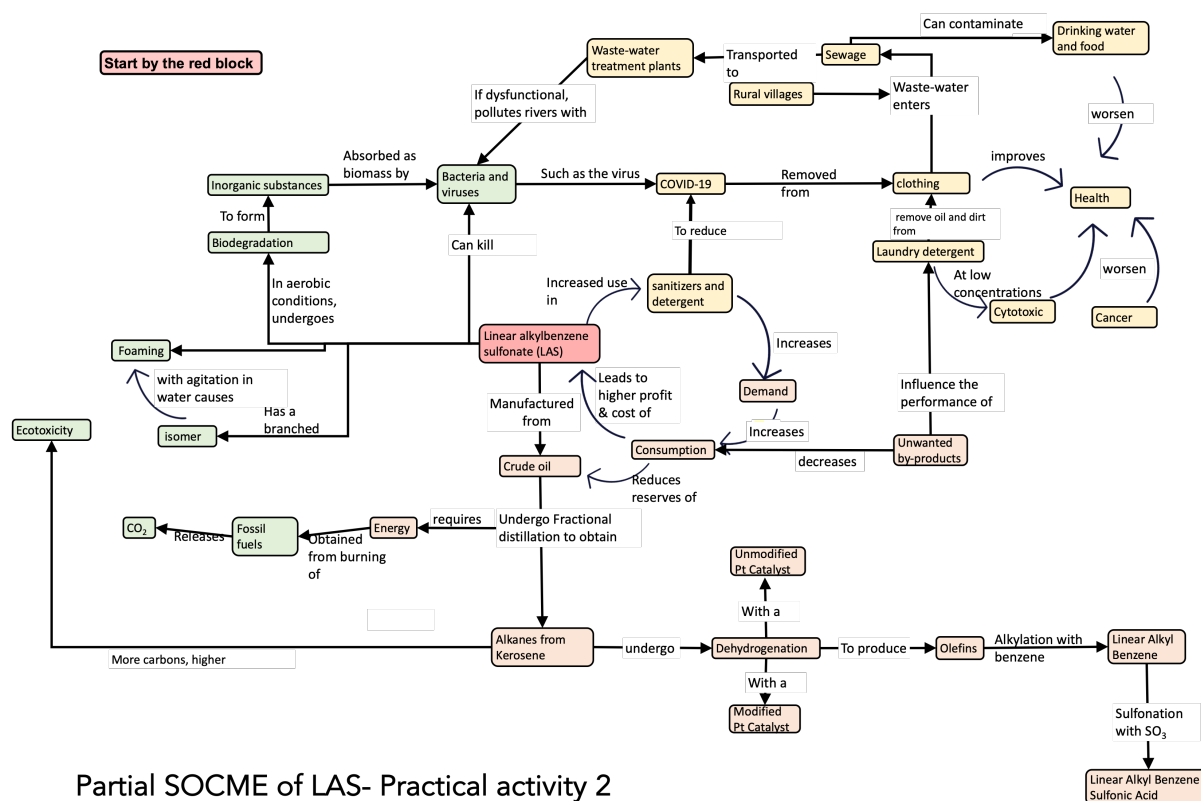 Can contaminate
Drinking water
and food
Start by the red block
Waste-water
treatment plants
Transported
to
Sewage
Rural villages
Waste-water
enters
If dysfunctional,
pollutes rivers with
worsen
Absorbed as
biomass by
improves
Inorganic substances
Bacteria and
viruses
Such as the virus
COVID-19
Removed
from
clothing
Health
To form
remove oil and dirt
from
Biodegradation
Can kill
To reduce
Laundry detergent
In aerobic
conditions,
undergoes
Increased use
in
sanitizers and
detergent
At low
concentrations
worsen
Cytotoxic
Cancer
Linear alkylbenzene
sulfonate (LAS)
Foaming
Increases
with agitation in
water causes
Leads to
higher profit
& cost of
Demand
Influence the
performance of
Manufactured
from
Has a
branched
Ecotoxicity
isomer
Increases
Consumption
decreases
Unwanted
by-products
Crude oil
Reduces
reserves of
CO₂
Releases
Fossil
fuels
Obtained
from burning
of
Energy
requires
Undergo Fractional
distillation to obtain
Unmodified
Pt Catalyst
With a
Alkanes from
Kerosene
undergo
Dehydrogenation
To produce
Olefins
Alkylation with
benzene
Linear Alkyl
Benzene
More carbons, higher
With a
Modified
Pt Catalyst
Sulfonation
with SO₃
Linear Alkyl Benzene
Sulfonic Acid
Partial SOCME of LAS- Practical activity 2